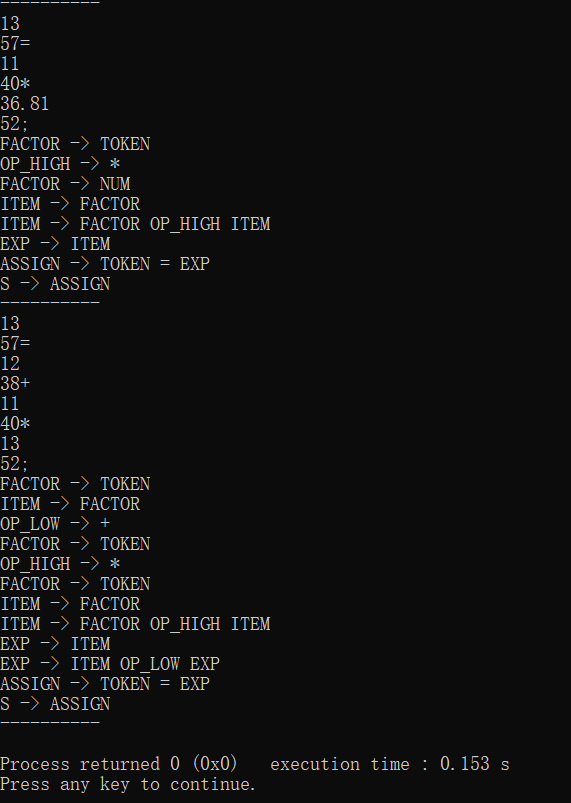 ----------
13
57=
11
40*
36.81
52;
FACTOR -> TOKEN
OP_HIGH -> *
FACTOR -> NUM
ITEM -> FACTOR
ITEM -> FACTOR OP_HIGH ITEM
EXP -> ITEM
ASSIGN -> TOKEN = EXP
S -> ASSIGN
----------
13
57=
12
38+
11
40*
13
52;
FACTOR -> TOKEN
ITEM -> FACTOR
OP_LOW -> +
FACTOR -> TOKEN
OP_HIGH -> *
FACTOR -> TOKEN
ITEM -> FACTOR
ITEM -> FACTOR OP_HIGH ITEM
EXP -> ITEM
EXP -> ITEM OP_LOW EXP
ASSIGN -> TOKEN = EXP
S -> ASSIGN
----------

Process returned 0 (0x0)   execution time : 0.153 s
Press any key to continue.